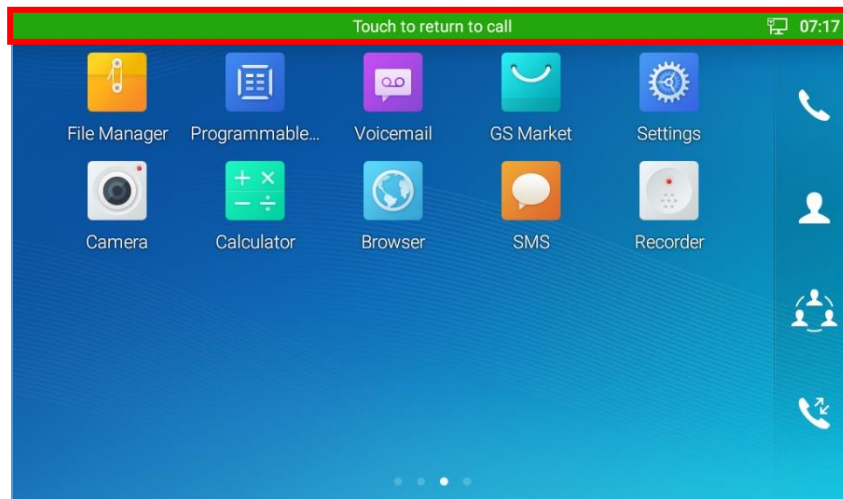 Touch to return to call 07:17
File Manager Programmable... Voicemail GS Market Settings
Camera Calculator Browser SMS Recorder